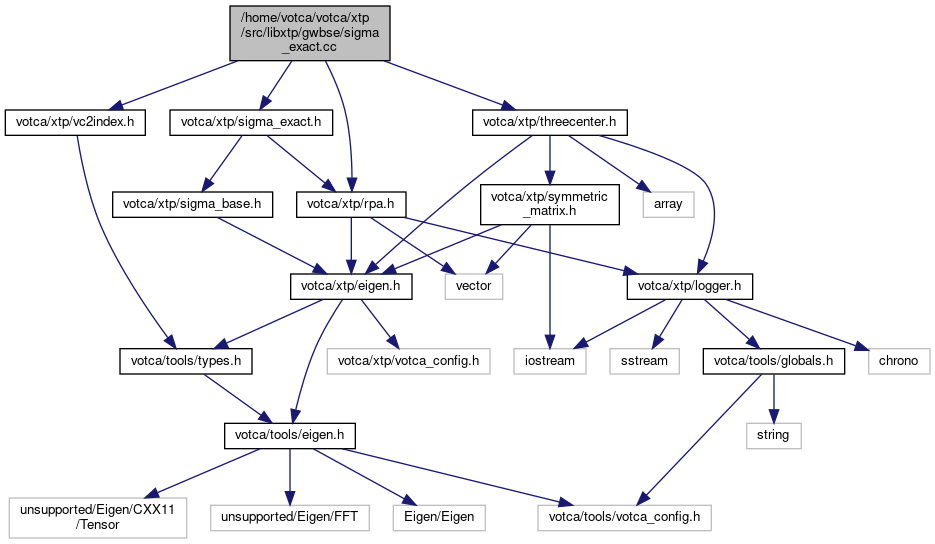 /home/votca/votca/xtp
/src/libxtp/gwbse/sigma
_exact.cc
votca/xtp/vc2index.h
votca/xtp/sigma_exact.h
votca/xtp/threecenter.h
votca/xtp/sigma_base.h
votca/xtp/rpa.h
votca/xtp/symmetric
_matrix.h
array
votca/xtp/eigen.h
vector
votca/xtp/logger.h
votca/tools/types.h
votca/xtp/votca_config.h
iostream
sstream
votca/tools/globals.h
chrono
votca/tools/eigen.h
string
unsupported/Eigen/CXX11
/Tensor
unsupported/Eigen/FFT
Eigen/Eigen
votca/tools/votca_config.h